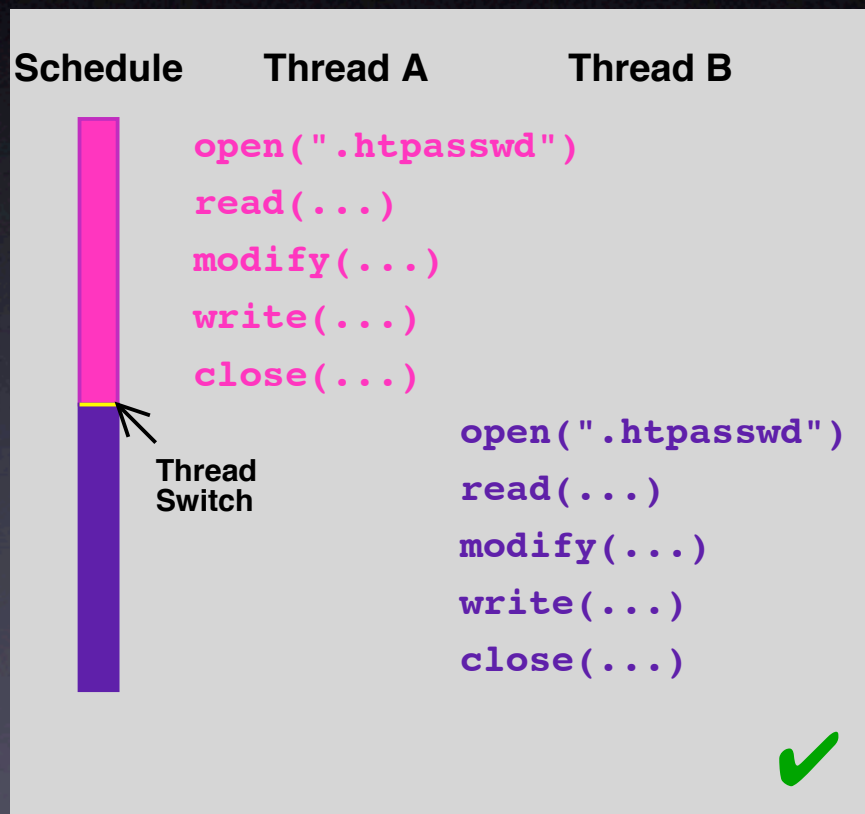 Schedule Thread A Thread B
open(".htpasswd")
read(...)
modify(...)
write(...)
close(...)
Thread
Switch
open(".htpasswd")
read(...)
modify(...)
write(...)
close(...)